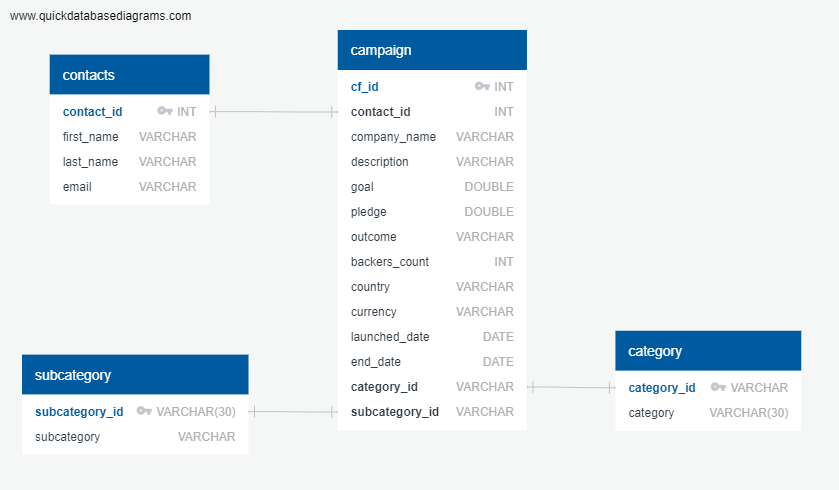 www.quickdatabasediagrams.com
contacts
contact_id INT
first_name VARCHAR
last_name VARCHAR
email VARCHAR
campaign
cf_id INT
contact_id INT
company_name VARCHAR
description VARCHAR
goal DOUBLE
pledge DOUBLE
outcome VARCHAR
backers_count INT
country VARCHAR
currency VARCHAR
launched_date DATE
end_date DATE
category_id VARCHAR
subcategory_id VARCHAR
subcategory
subcategory_id VARCHAR(30)
subcategory VARCHAR
category
category_id VARCHAR
category VARCHAR(30)